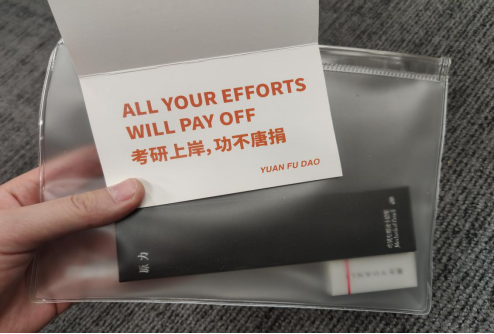 ALL YOUR EFFORTS
WILL PAY OFF
考研上岸,功不唐捐
YUAN FU DAO